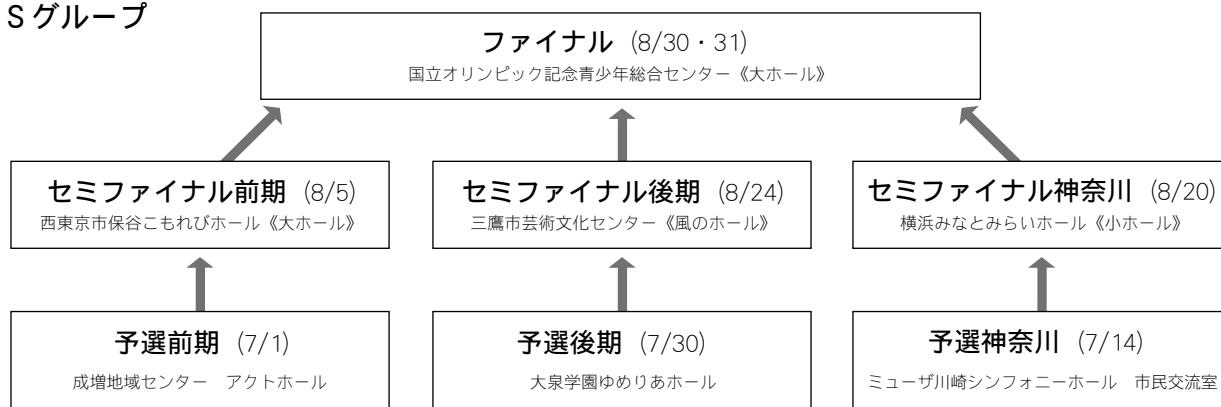 Sグループ
ファイナル (8/30・31)
国立オリンピック記念青少年総合センター《大ホール》
セミファイナル前期 (8/5)
西東京市保谷こもれびホール《大ホール》
セミファイナル後期 (8/24)
三鷹市芸術文化センター《風のホール》
セミファイナル神奈川 (8/20)
横浜みなとみらいホール《小ホール》
予選前期 (7/1)
成増地域センター　アクトホール
予選後期 (7/30)
大泉学園ゆめりあホール
予選神奈川 (7/14)
ミューザ川崎シンフォニーホール　市民交流室